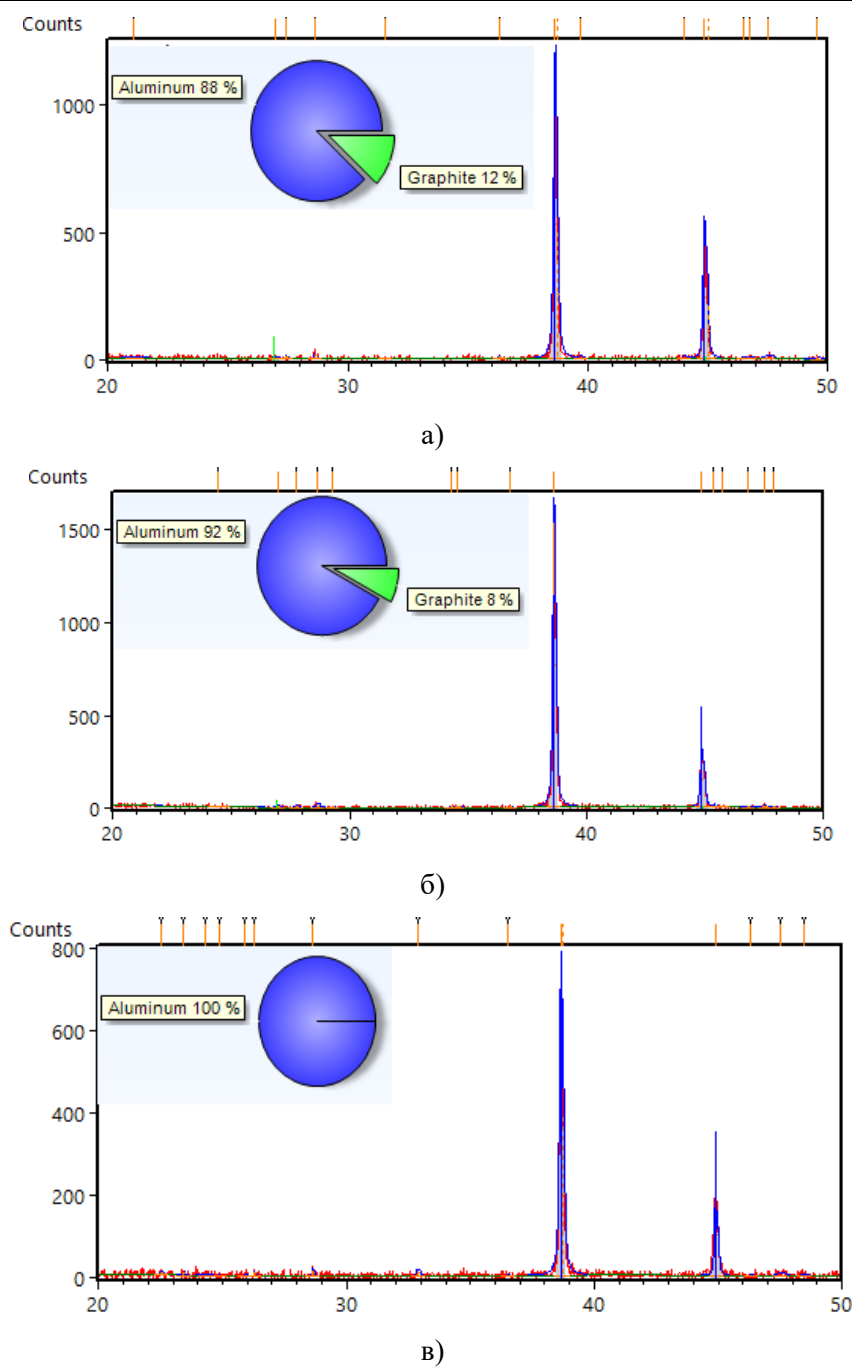 Counts
Aluminum 88 %
Graphite 12 %
1000
500
0
20 30 40 50
а)
Counts
Aluminum 92 %
Graphite 8 %
1500
1000
500
0
20 30 40 50
б)
Counts
800
Aluminum 100 %
600
400
200
0
20 30 40 50
в)